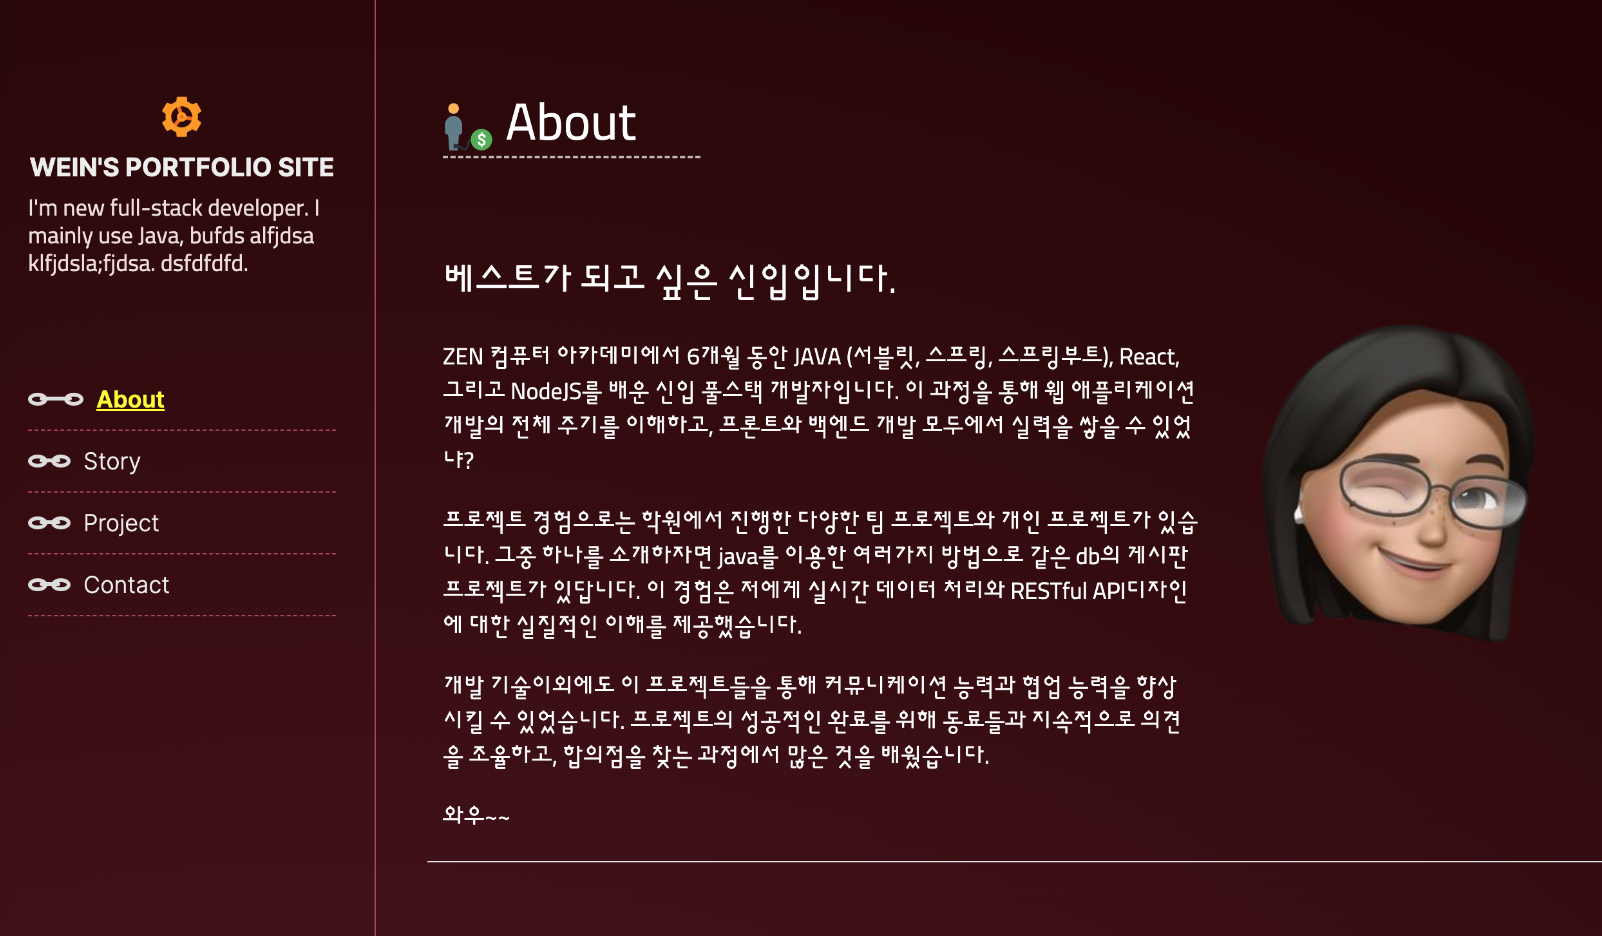 WEIN'S PORTFOLIO SITE
I'm new full-stack developer. I
mainly use Java, bufds alfjdsa
klfjdsla;fjdsa. dsfdfdfd.
About
Story
Project
Contact
$
About
베스트가 되고 싶은 신입입니다.
ZEN 컴퓨터 아카데미에서 6개월 동안 JAVA (서블릿, 스프링, 스프링부트), React,
그리고 NodeJS를 배운 신입 풀스택 개발자입니다. 이 과정을 통해 웹 애플리케이션
개발의 전체 주기를 이해하고, 프론트와 백엔드 개발 모두에서 실력을 쌓을 수 있었
냐?
프로젝트 경험으로는 학원에서 진행한 다양한 팀 프로젝트와 개인 프로젝트가 있습
니다. 그중 하나를 소개하자면 java를 이용한 여러가지 방법으로 같은 db의 게시판
프로젝트가 있답니다. 이 경험은 저에게 실시간 데이터 처리와 RESTful API디자인
에 대한 실질적인 이해를 제공했습니다.
개발 기술이외에도 이 프로젝트들을 통해 커뮤니케이션 능력과 협업 능력을 향상
시킬 수 있었습니다. 프로젝트의 성공적인 완료를 위해 동료들과 지속적으로 의견
을 조율하고, 합의점을 찾는 과정에서 많은 것을 배웠습니다.
와우~~